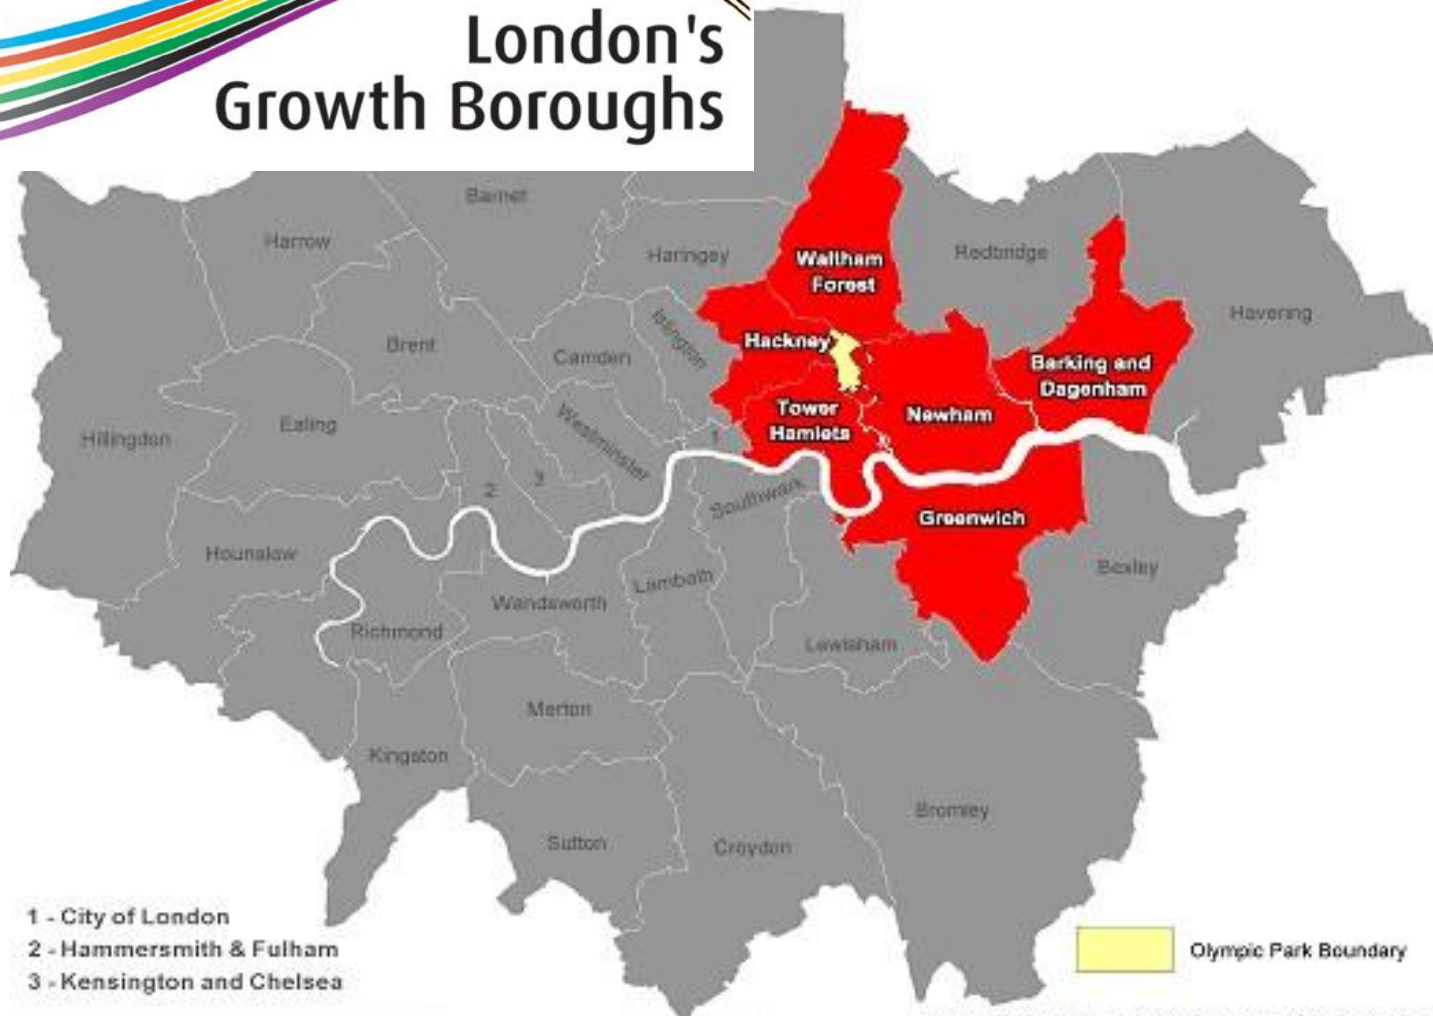 London's
Growth Boroughs
Barnet
Harrow
Haringey
Waltham
Forest
Redbridge
Havering
Islington
Hackney
Brent
Camden
Barking and
Dagenham
Tower
Hamlets
Newham
Ealing
Hillingdon
Westminster
1
2
3
Southwark
Greenwich
Hounslow
Bexley
Lambeth
Wandsworth
Richmond
Lewisham
Merton
Kingston
Bromley
Sutton
Croydon
1 - City of London
2 - Hammersmith & Fulham
3 - Kensington and Chelsea
Olympic Park Boundary